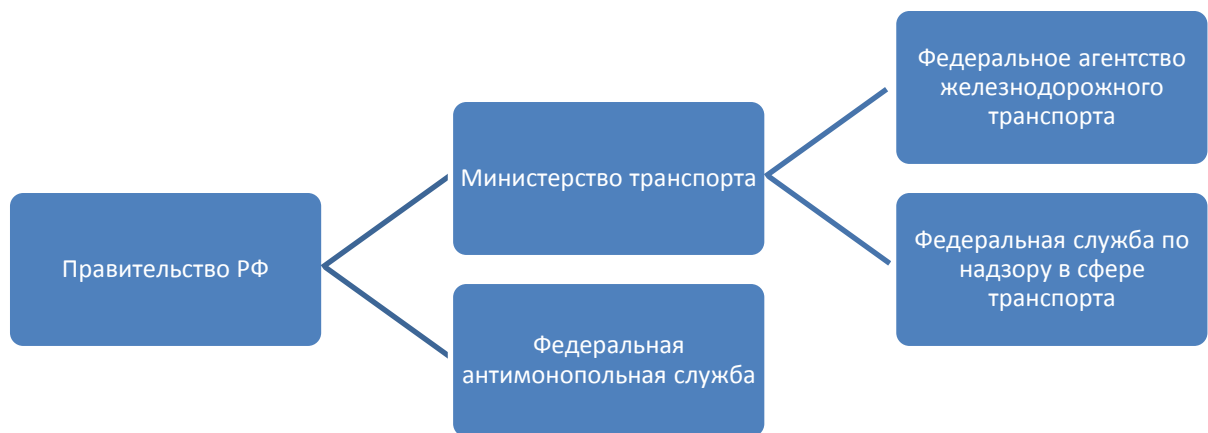 Правительство РФ
Министерство транспорта
Федеральная
антимонопольная служба
Федеральное агентство
железнодорожного
транспорта
Федеральная служба по
надзору в сфере
транспорта